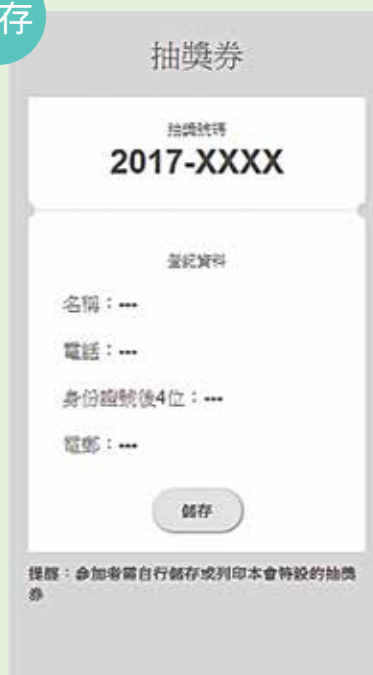 存
抽獎券
抽獎號碼
2017-XXXX
登記資料
名稱：---
電話：---
身份證號後4位：---
電郵：---
儲存
提醒：參加者需自行儲存或列印本會特設的抽獎
券